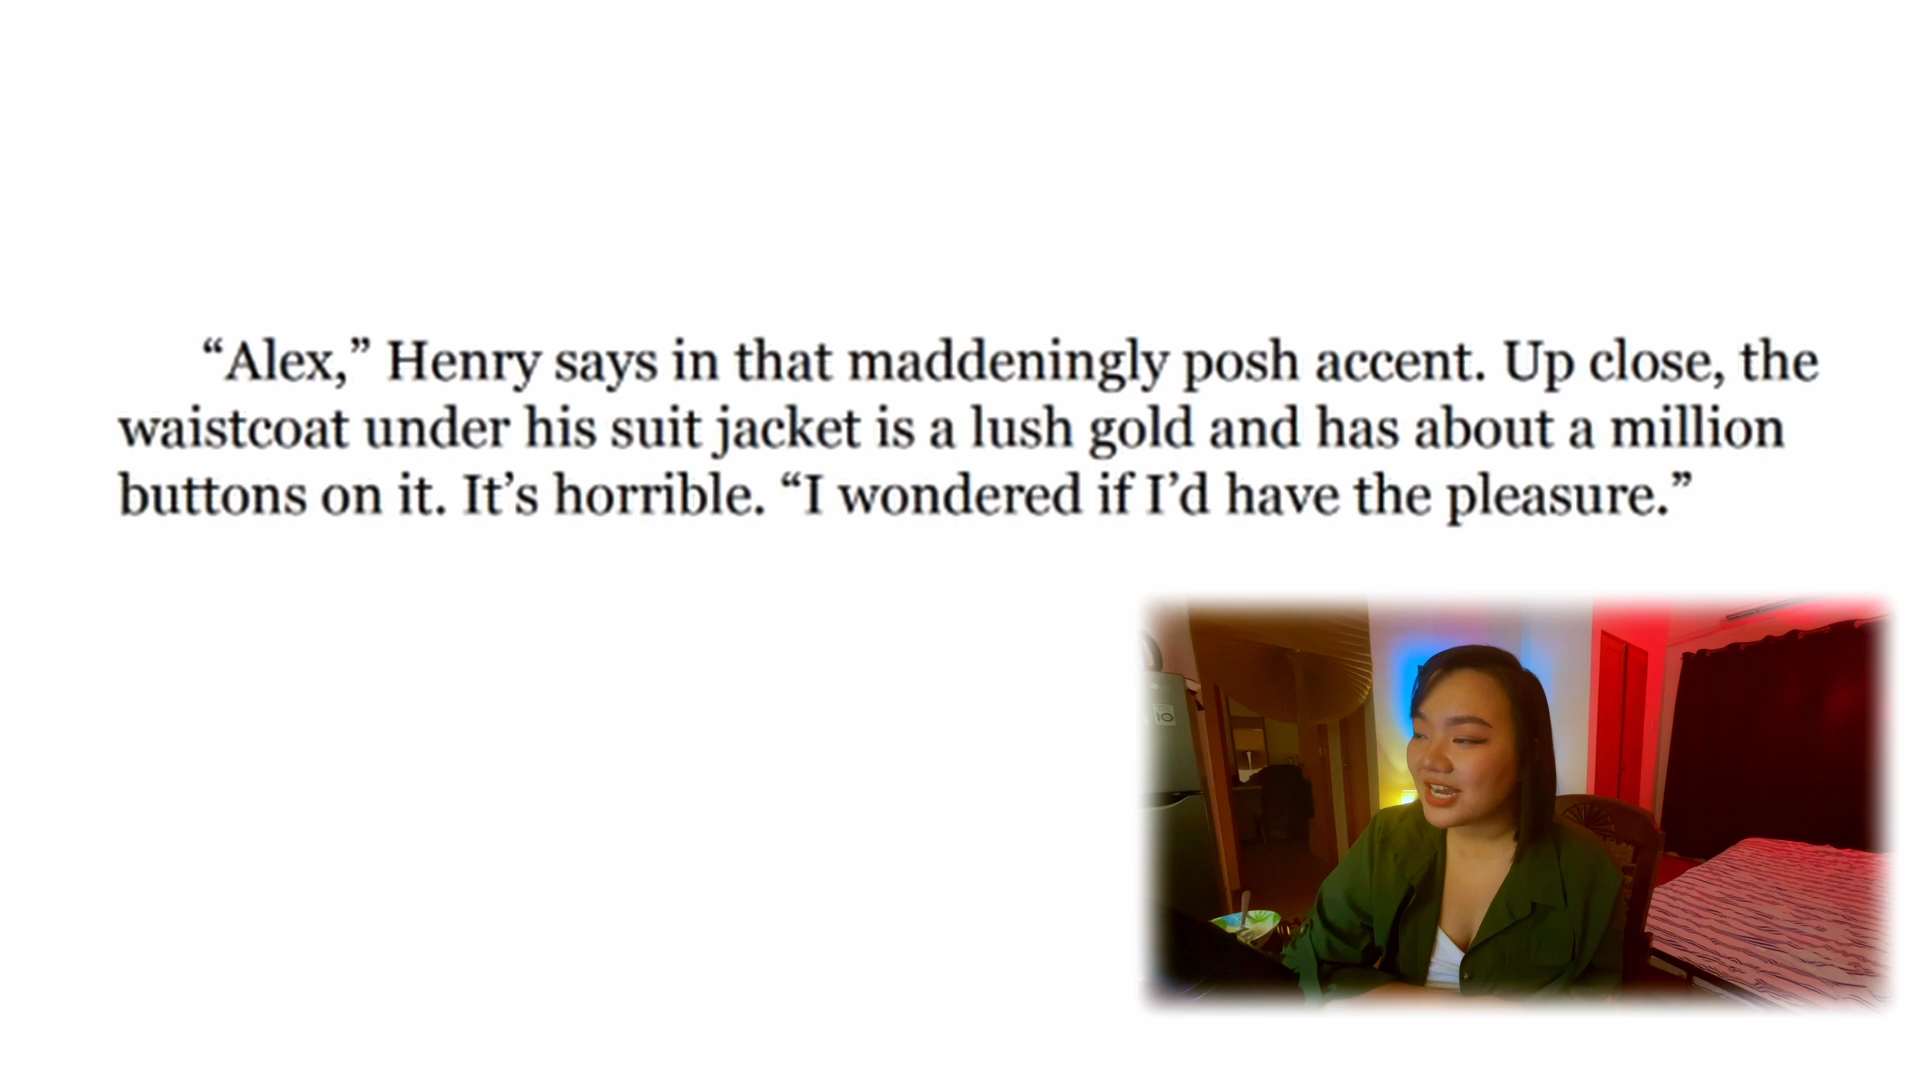 “Alex,” Henry says in that maddeningly posh accent. Up close, the
waistcoat under his suit jacket is a lush gold and has about a million
buttons on it. It’s horrible. “I wondered if I’d have the pleasure.”
10